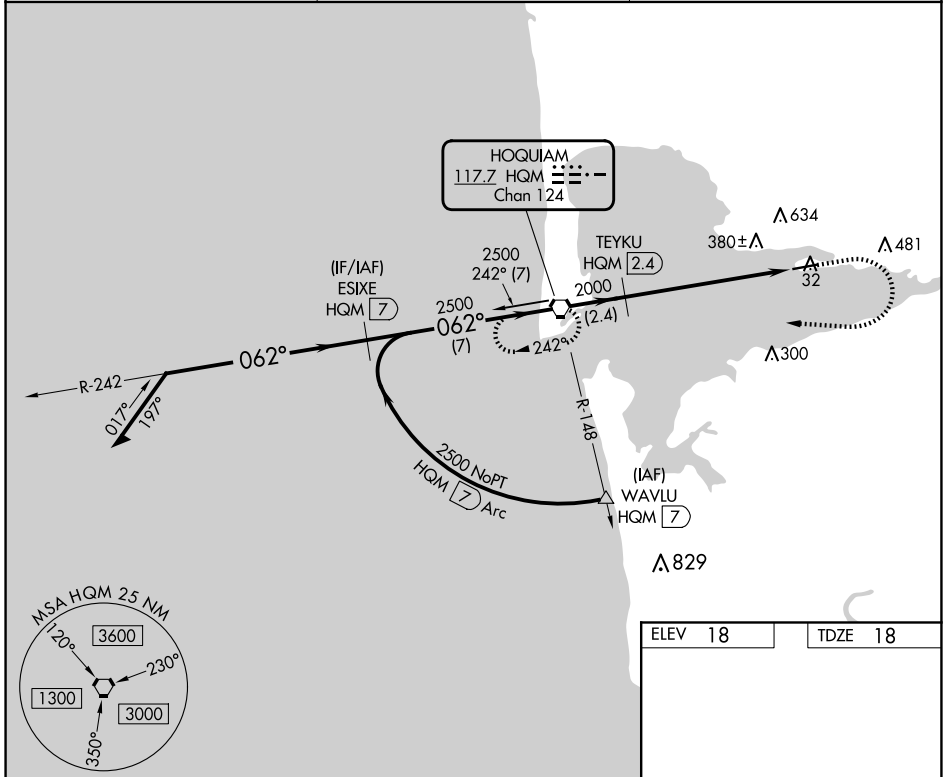 HOQUIAM
117.7 HQM
Chan 124
634
380±
481
TEYKU
HQM 2.4
2500
242° (7)
(IF/IAF)
ESIXE
HQM 7
2500
2000
32
062°
(7)
(2.4)
242°
062°
300
R-242
017°
197°
R-148
2500 NoPT
HQM 7 Arc
(IAF)
WAVLU
HQM 7
829
MSA HQM 25 NM
120°
3600
230°
1300
3000
350°
ELEV 18
TDZE 18